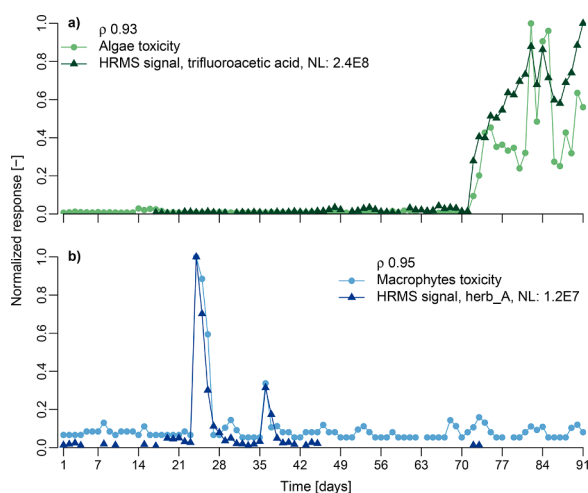 a)
ρ 0.93
Algae toxicity
HRMS signal, trifluoroacetic acid, NL: 2.4E8
1.0
0.8
0.6
0.4
0.2
0.0
Normalized response [–]
b)
ρ 0.95
Macrophytes toxicity
HRMS signal, herb_A, NL: 1.2E7
1.0
0.8
0.6
0.4
0.2
0.0
1 7 14 21 28 35 42 49 56 63 70 77 84 91
Time [days]